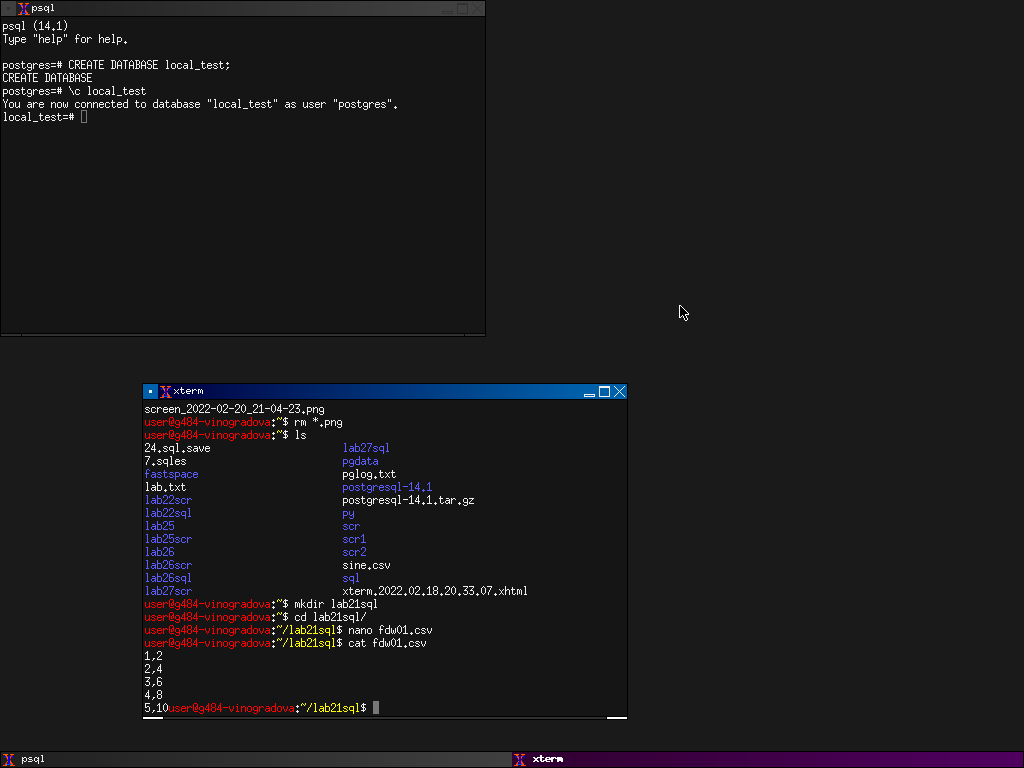 psql
psql (14.1)
Type "help" for help.
postgres=# CREATE DATABASE local_test;
CREATE DATABASE
postgres=# \c local_test
You are now connected to database "local_test" as user "postgres".
local_test=#
xterm
screen_2022-02-20_21-04-23.png
user@g484-vinogradova:~$ rm *.png
user@g484-vinogradova:~$ ls
24.sql.save lab27sql
7.sqles pgdata
fastspace pglog.txt
lab.txt postgresql-14.1
lab22scr postgresql-14.1.tar.gz
lab22sql py
lab25 scr
lab25scr scr1
lab26 scr2
lab26scr sine.csv
lab26sql sql
lab27scr xterm.2022.02.18.20.33.07.xhtml
user@g484-vinogradova:~$ mkdir lab21sql
user@g484-vinogradova:~$ cd lab21sql/
user@g484-vinogradova:~/lab21sql$ nano fdw01.csv
user@g484-vinogradova:~/lab21sql$ cat fdw01.csv
1,2
2,4
3,6
4,8
5,10user@g484-vinogradova:~/lab21sql$
psql xterm